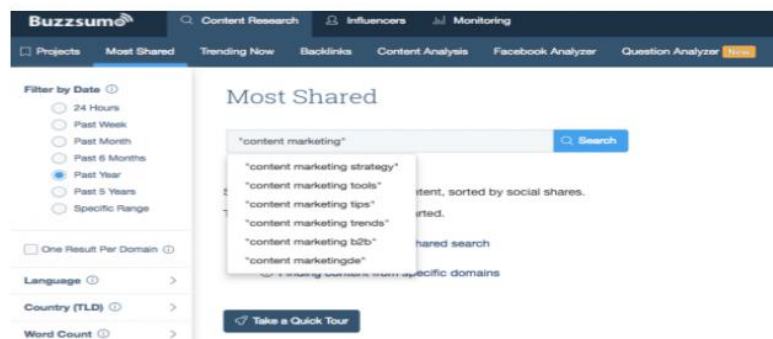 Buzzsumo
Content Research
Influencers
Monitoring
Projects
Most Shared
Trending Now
Backlinks
Content Analysis
Facebook Analyzer
Question Analyzer New
Filter by Date
24 Hours
Past Week
Past Month
Past 6 Months
Past Year
Past 5 Years
Specific Range
One Result Per Domain
Language
Country (TLD)
Word Count
Most Shared
"content marketing"
Search
"content marketing strategy"
"content marketing tools"
"content marketing tips"
"content marketing trends"
"content marketing b2b"
"content marketingde"
sorted by social shares.
search
content from specific domains
Take a Quick Tour